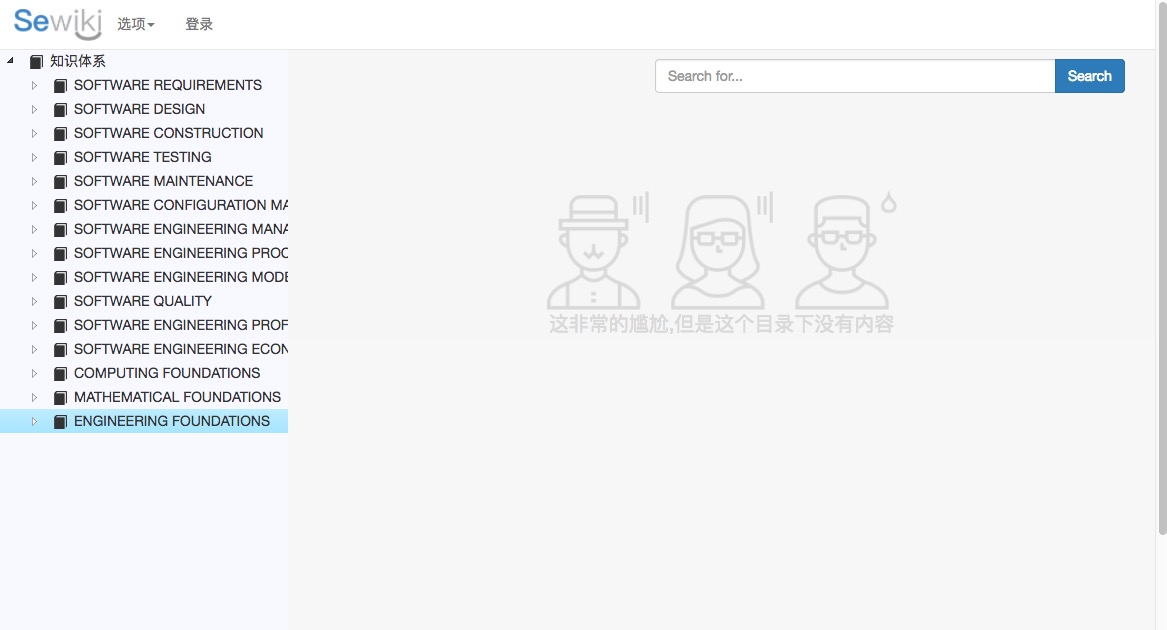 Sewiki 选项 登录
知识体系
Search for... Search
SOFTWARE REQUIREMENTS
SOFTWARE DESIGN
SOFTWARE CONSTRUCTION
SOFTWARE TESTING
SOFTWARE MAINTENANCE
SOFTWARE CONFIGURATION MA
SOFTWARE ENGINEERING MANA
SOFTWARE ENGINEERING PROC
SOFTWARE ENGINEERING MODE
SOFTWARE QUALITY
SOFTWARE ENGINEERING PROF
SOFTWARE ENGINEERING ECON
COMPUTING FOUNDATIONS
MATHEMATICAL FOUNDATIONS
ENGINEERING FOUNDATIONS
这非常的尴尬,但是这个目录下没有内容